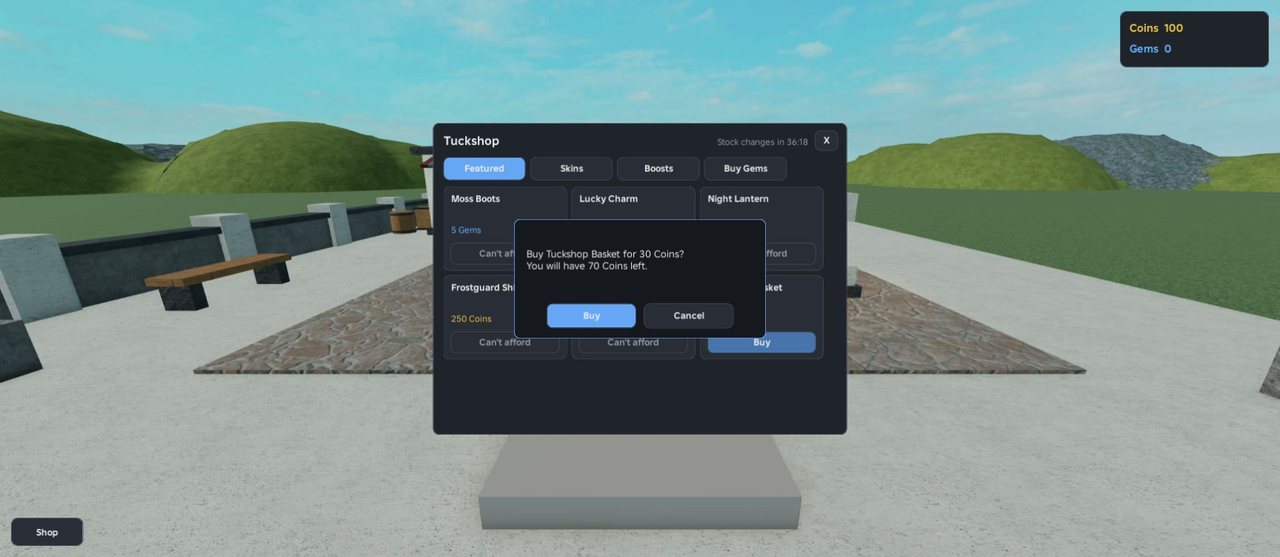 Coins 100
Gems 0
Tuckshop
Stock changes in 36:18
X
Featured
Skins
Boosts
Buy Gems
Moss Boots
Lucky Charm
Night Lantern
5 Gems
Can't
Buy Tuckshop Basket for 30 Coins?
You will have 70 Coins left.
Buy
Cancel
Frostguard
250 Coins
Can't afford
Can't afford
Buy
Shop